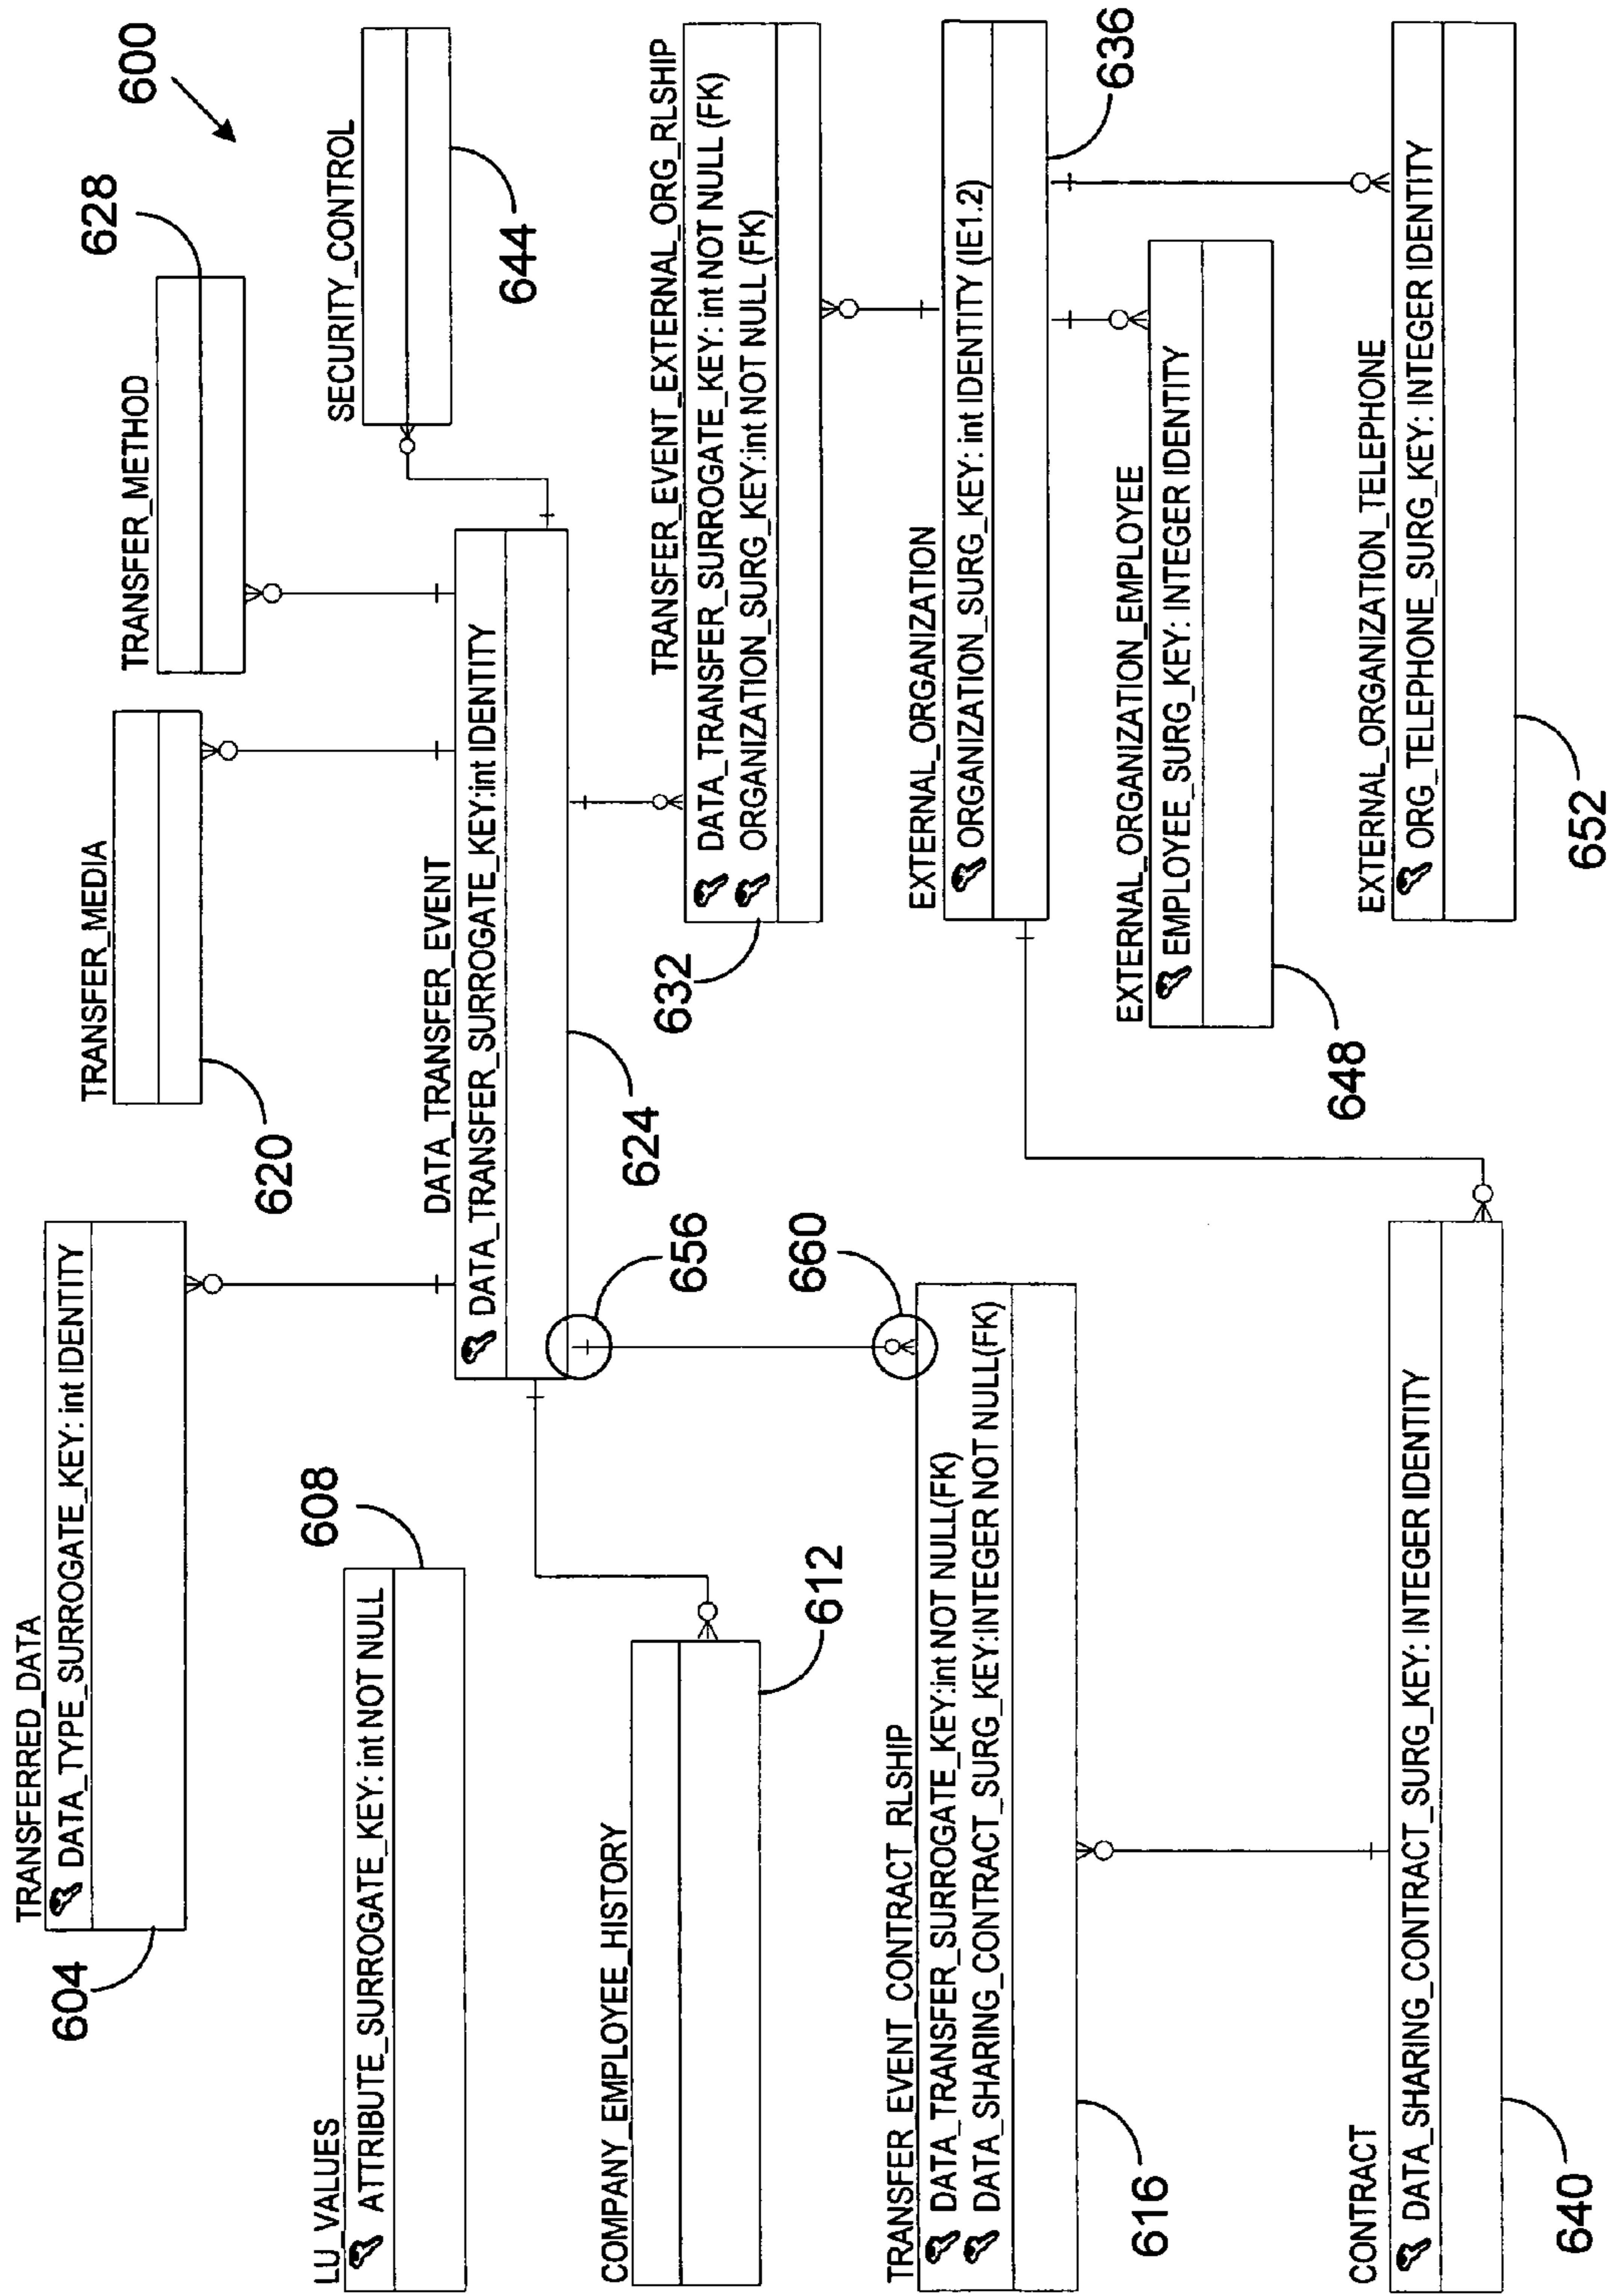 600
TRANSFERRED_DATA
DATA_TYPE_SURROGATE_KEY: int IDENTITY
604
TRANSFER_MEDIA
620
TRANSFER_METHOD
628
LU_VALUES
ATTRIBUTE_SURROGATE_KEY: int NOT NULL
608
SECURITY_CONTROL
644
DATA_TRANSFER_EVENT
DATA_TRANSFER_SURROGATE_KEY:int IDENTITY
624
COMPANY_EMPLOYEE_HISTORY
612
656
660
TRANSFER_EVENT_EXTERNAL_ORG_RLSHIP
DATA_TRANSFER_SURROGATE_KEY: int NOT NULL (FK)
ORGANIZATION_SURG_KEY:int NOT NULL (FK)
632
TRANSFER_EVENT_CONTRACT_RLSHIP
DATA_TRANSFER_SURROGATE_KEY:int NOT NULL(FK)
DATA_SHARING_CONTRACT_SURG_KEY:INTEGER NOT NULL(FK)
616
EXTERNAL_ORGANIZATION
ORGANIZATION_SURG_KEY: int IDENTITY (IE1.2)
636
EXTERNAL_ORGANIZATION_EMPLOYEE
EMPLOYEE_SURG_KEY: INTEGER IDENTITY
648
CONTRACT
DATA_SHARING_CONTRACT_SURG_KEY: INTEGER IDENTITY
640
EXTERNAL_ORGANIZATION_TELEPHONE
ORG_TELEPHONE_SURG_KEY: INTEGER IDENTITY
652